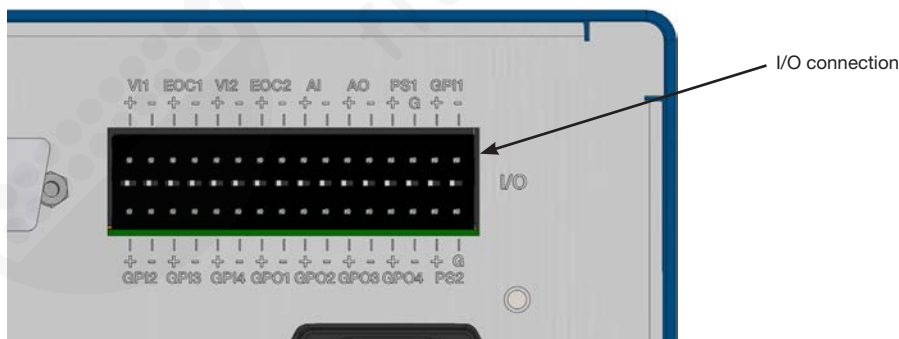 I/O connection
VI1 EOC1 VI2 EOC2 AI AO PS1 GPI1
+ - + - + - + - + - + - + G + -
I/O
+ - + - + - + - + - + - + - + G
GPI2 GPI3 GPI4 GPO1 GPO2 GPO3 GPO4 PS2